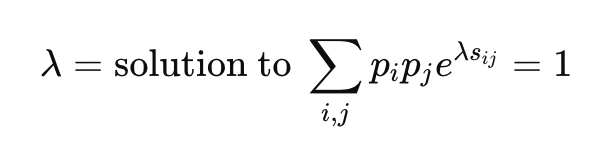 λ = solution to ∑_{i,j} p_i p_j e^{λ s_{ij}} = 1